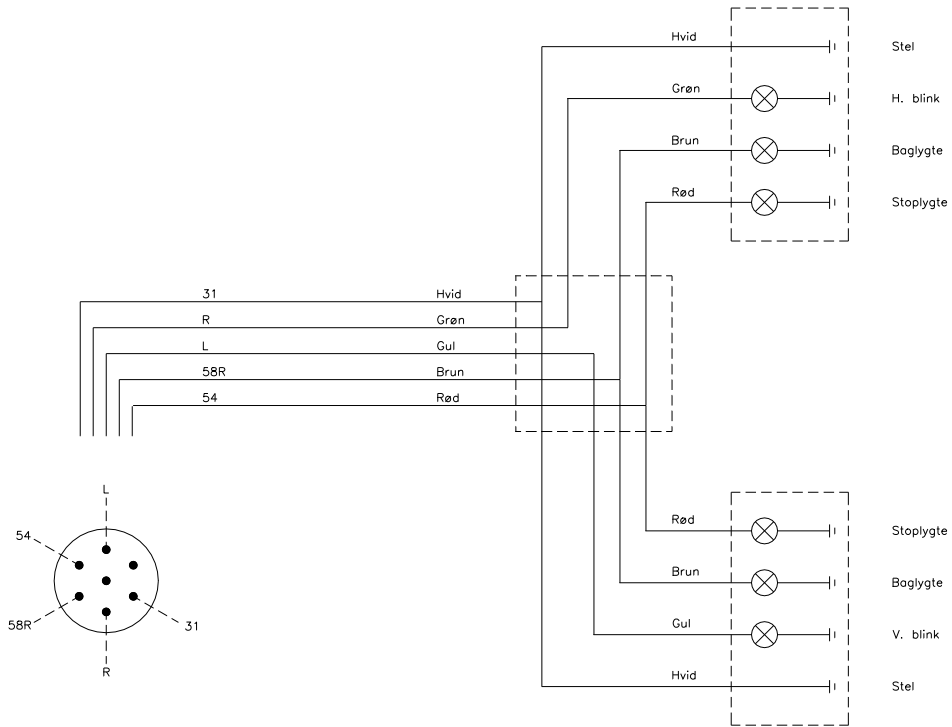 Hvid Stel
Grøn H. blink
Brun Baglygte
Rød Stoplygte
31 Hvid
R Grøn
L Gul
58R Brun
54 Rød
L
54
58R
31
R
Rød Stoplygte
Brun Baglygte
Gul V. blink
Hvid Stel